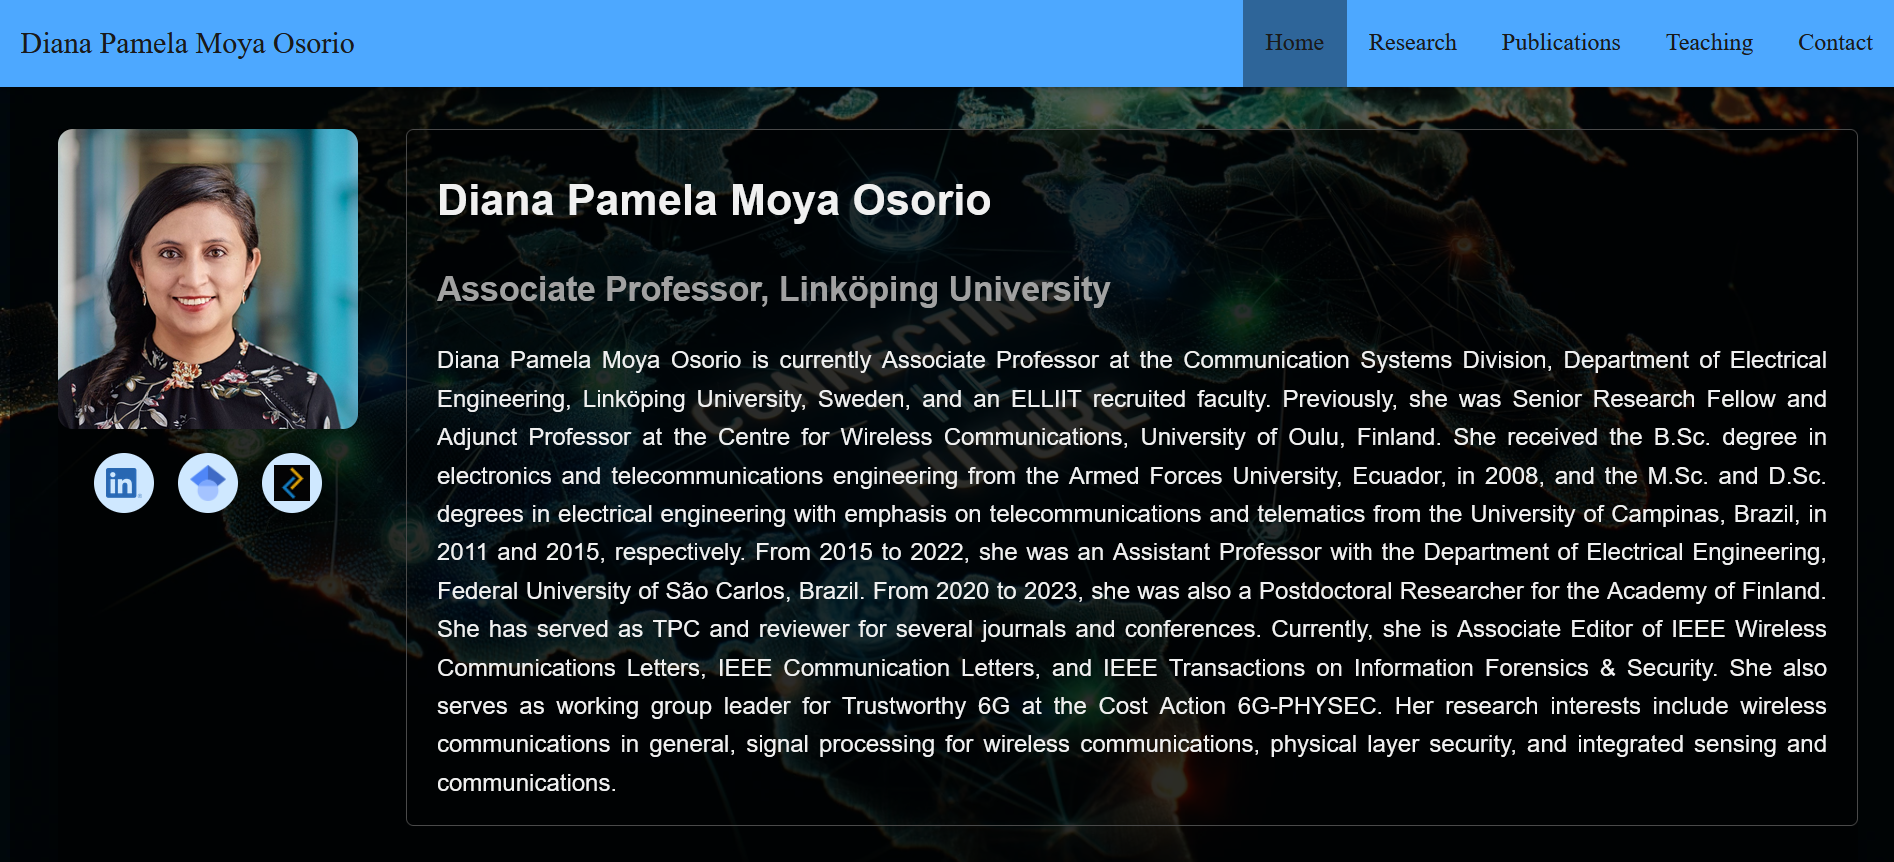 Diana Pamela Moya Osorio
Home Research Publications Teaching Contact
Diana Pamela Moya Osorio
Associate Professor, Linköping University
Diana Pamela Moya Osorio is currently Associate Professor at the Communication Systems Division, Department of Electrical
Engineering, Linköping University, Sweden, and an ELLIIT recruited faculty. Previously, she was Senior Research Fellow and
Adjunct Professor at the Centre for Wireless Communications, University of Oulu, Finland. She received the B.Sc. degree in
electronics and telecommunications engineering from the Armed Forces University, Ecuador, in 2008, and the M.Sc. and D.Sc.
degrees in electrical engineering with emphasis on telecommunications and telematics from the University of Campinas, Brazil, in
2011 and 2015, respectively. From 2015 to 2022, she was an Assistant Professor with the Department of Electrical Engineering,
Federal University of São Carlos, Brazil. From 2020 to 2023, she was also a Postdoctoral Researcher for the Academy of Finland.
She has served as TPC and reviewer for several journals and conferences. Currently, she is Associate Editor of IEEE Wireless
Communications Letters, IEEE Communication Letters, and IEEE Transactions on Information Forensics & Security. She also
serves as working group leader for Trustworthy 6G at the Cost Action 6G-PHYSEC. Her research interests include wireless
communications in general, signal processing for wireless communications, physical layer security, and integrated sensing and
communications.
in
CONNECTING
THE
FUTURE